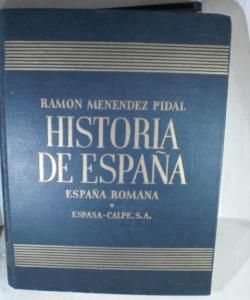 RAMON MENENDEZ PIDAL
HISTORIA
DE ESPAÑA
ESPAÑA ROMANA
*
ESPASA-CALPE, S.A.